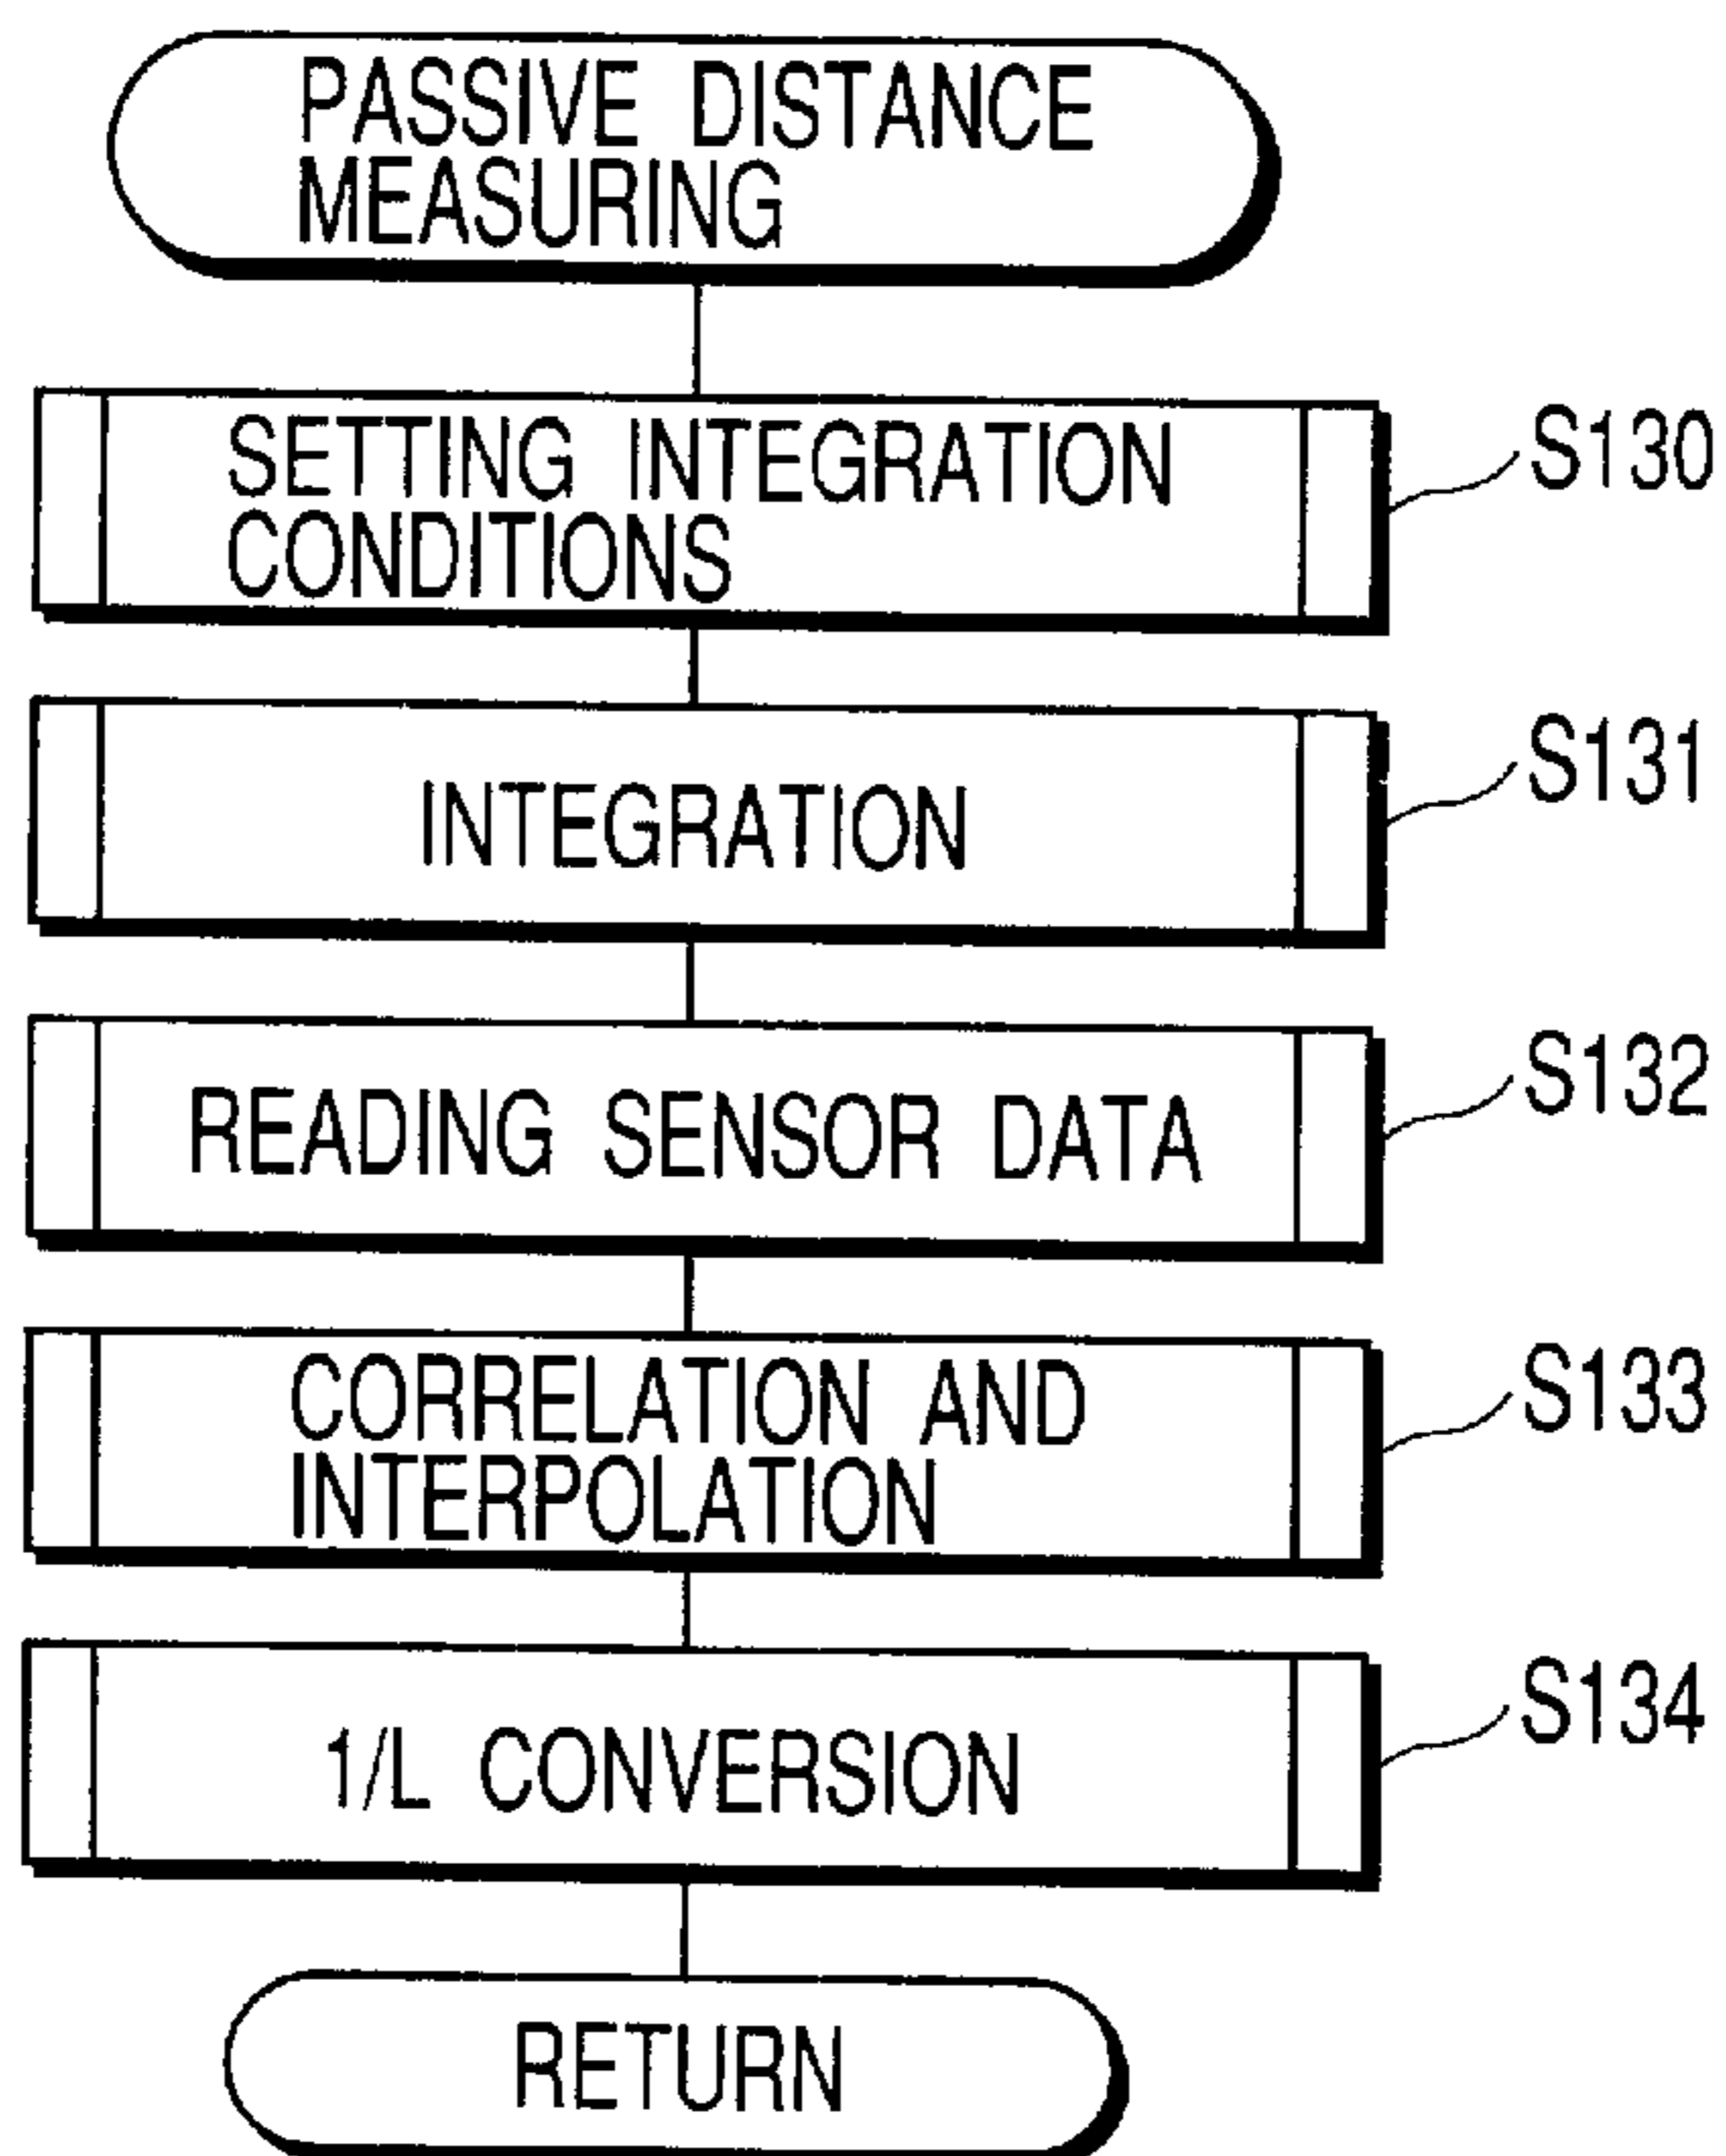 PASSIVE DISTANCE
MEASURING
SETTING INTEGRATION
CONDITIONS
S130
INTEGRATION
S131
READING SENSOR DATA
S132
CORRELATION AND
INTERPOLATION
S133
1/L CONVERSION
S134
RETURN